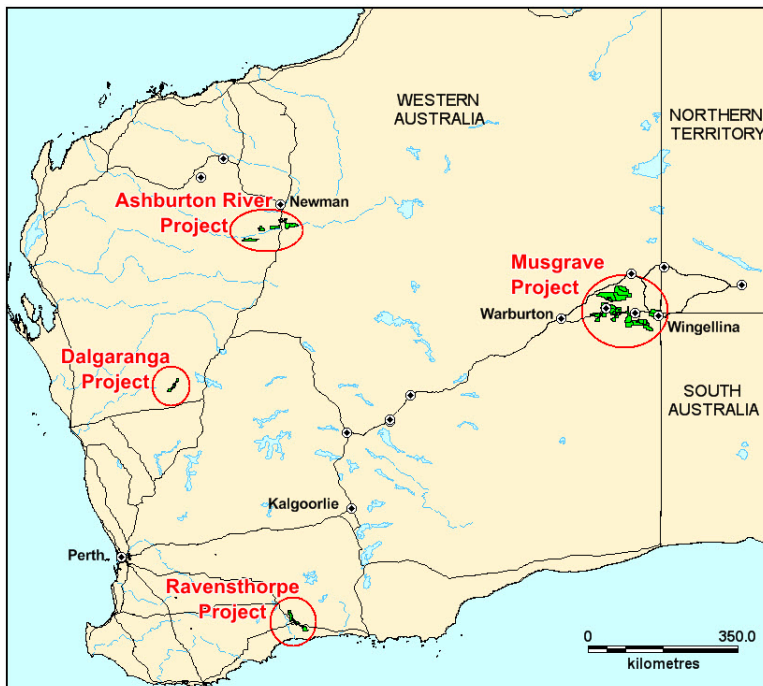 WESTERN
AUSTRALIA
NORTHERN
TERRITORY
Ashburton River
Project
Newman
Musgrave
Project
Warburton
Wingellina
Dalgaranga
Project
SOUTH
AUSTRALIA
Kalgoorlie
Perth
Ravensthorpe
Project
0
350.0
kilometres